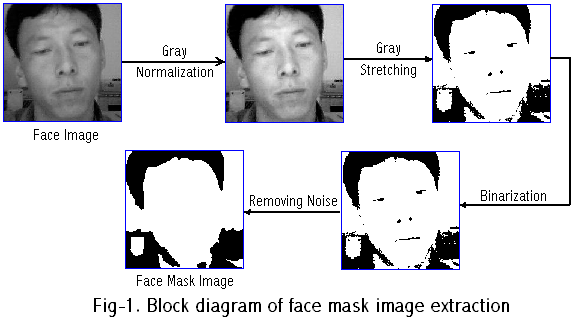 Gray
Normalization
Gray
Stretching
Face Image
Binarization
Removing Noise
Face Mask Image
Fig-1. Block diagram of face mask image extraction